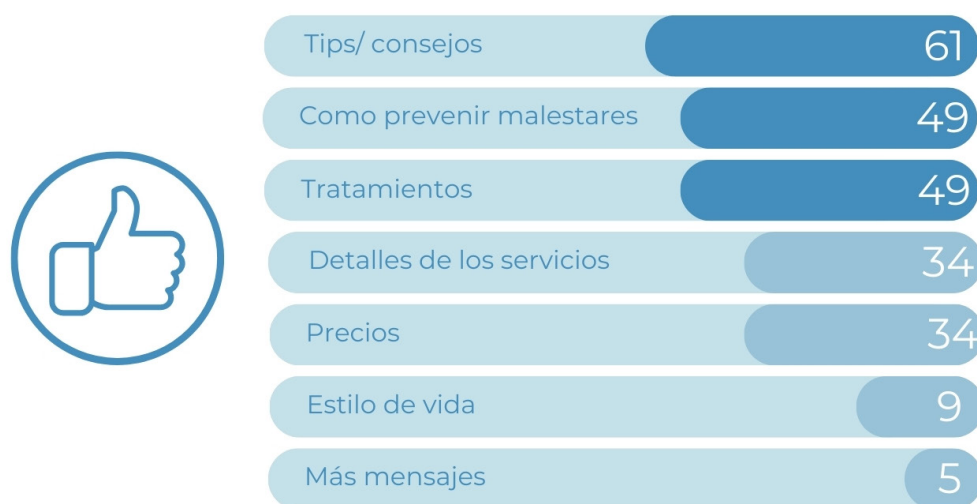 Tips/ consejos 61
Como prevenir malestares 49
Tratamientos 49
Detalles de los servicios 34
Precios 34
Estilo de vida 9
Más mensajes 5